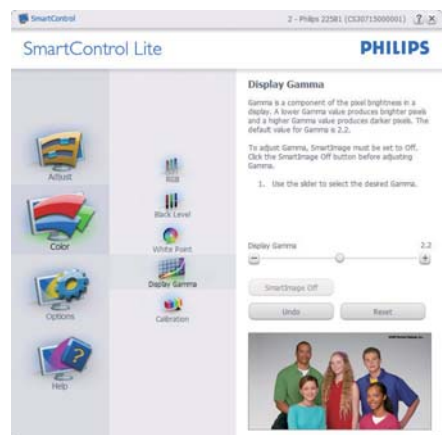 SmartControl
2 - Philips 225B1 (CS30715000001)
SmartControl Lite
PHILIPS
Adjust
Color
Options
Help
RGB
Black Level
White Point
Display Gamma
Calibration
Display Gamma
Gamma is a component of the pixel brightness in a
display. A lower Gamma value produces brighter pixels
and a higher Gamma value produces darker pixels. The
default value for Gamma is 2.2.
To adjust Gamma, SmartImage must be set to Off.
Click the SmartImage Off button before adjusting
Gamma.
1. Use the slider to select the desired Gamma.
Display Gamma
2.2
SmartImage Off
Undo
Reset